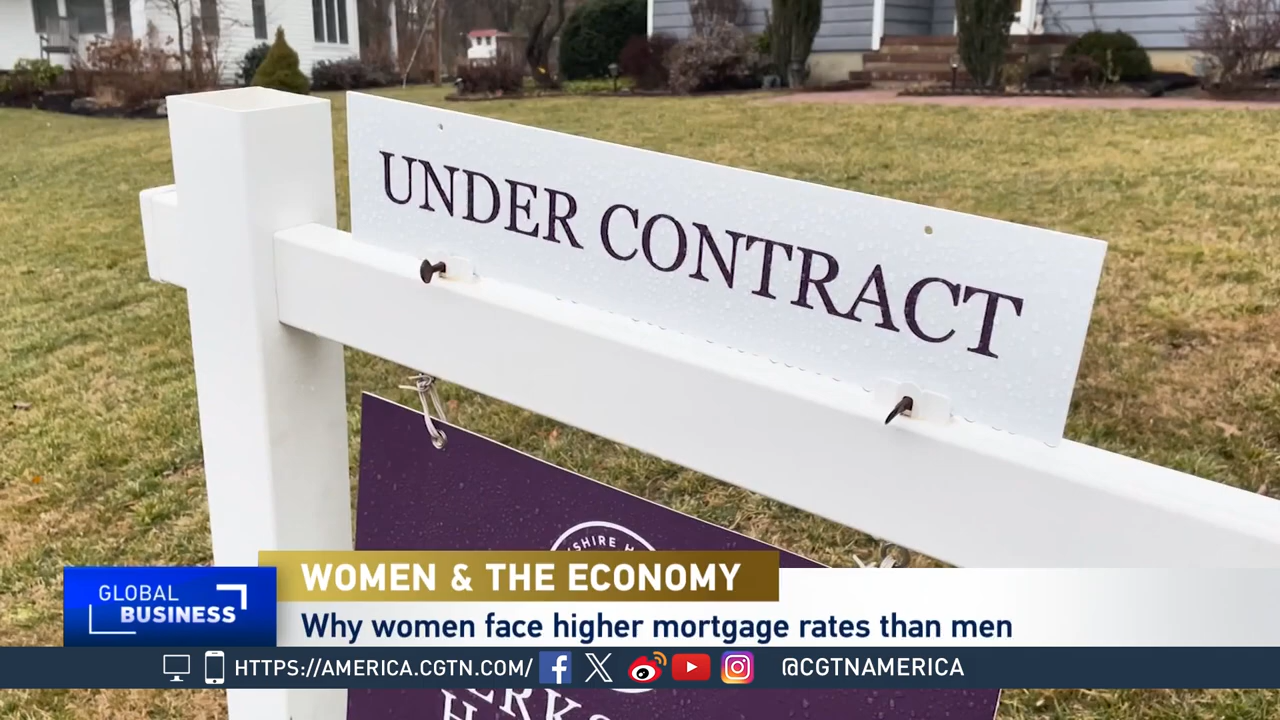 UNDER CONTRACT
WOMEN & THE ECONOMY
GLOBAL
BUSINESS
Why women face higher mortgage rates than men
HTTPS://AMERICA.CGTN.COM/
@CGTNAMERICA